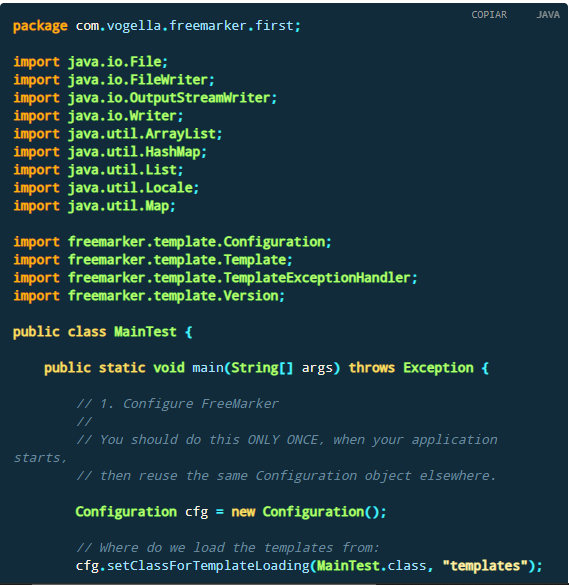 COPIAR JAVA
package com.vogella.freemarker.first;
import java.io.File;
import java.io.FileWriter;
import java.io.OutputStreamWriter;
import java.io.Writer;
import java.util.ArrayList;
import java.util.HashMap;
import java.util.List;
import java.util.Locale;
import java.util.Map;
import freemarker.template.Configuration;
import freemarker.template.Template;
import freemarker.template.TemplateExceptionHandler;
import freemarker.template.Version;
public class MainTest {
public static void main(String[] args) throws Exception {
// 1. Configure FreeMarker
//
// You should do this ONLY ONCE, when your application
starts,
// then reuse the same Configuration object elsewhere.
Configuration cfg = new Configuration();
// Where do we load the templates from:
cfg.setClassForTemplateLoading(MainTest.class, "templates");